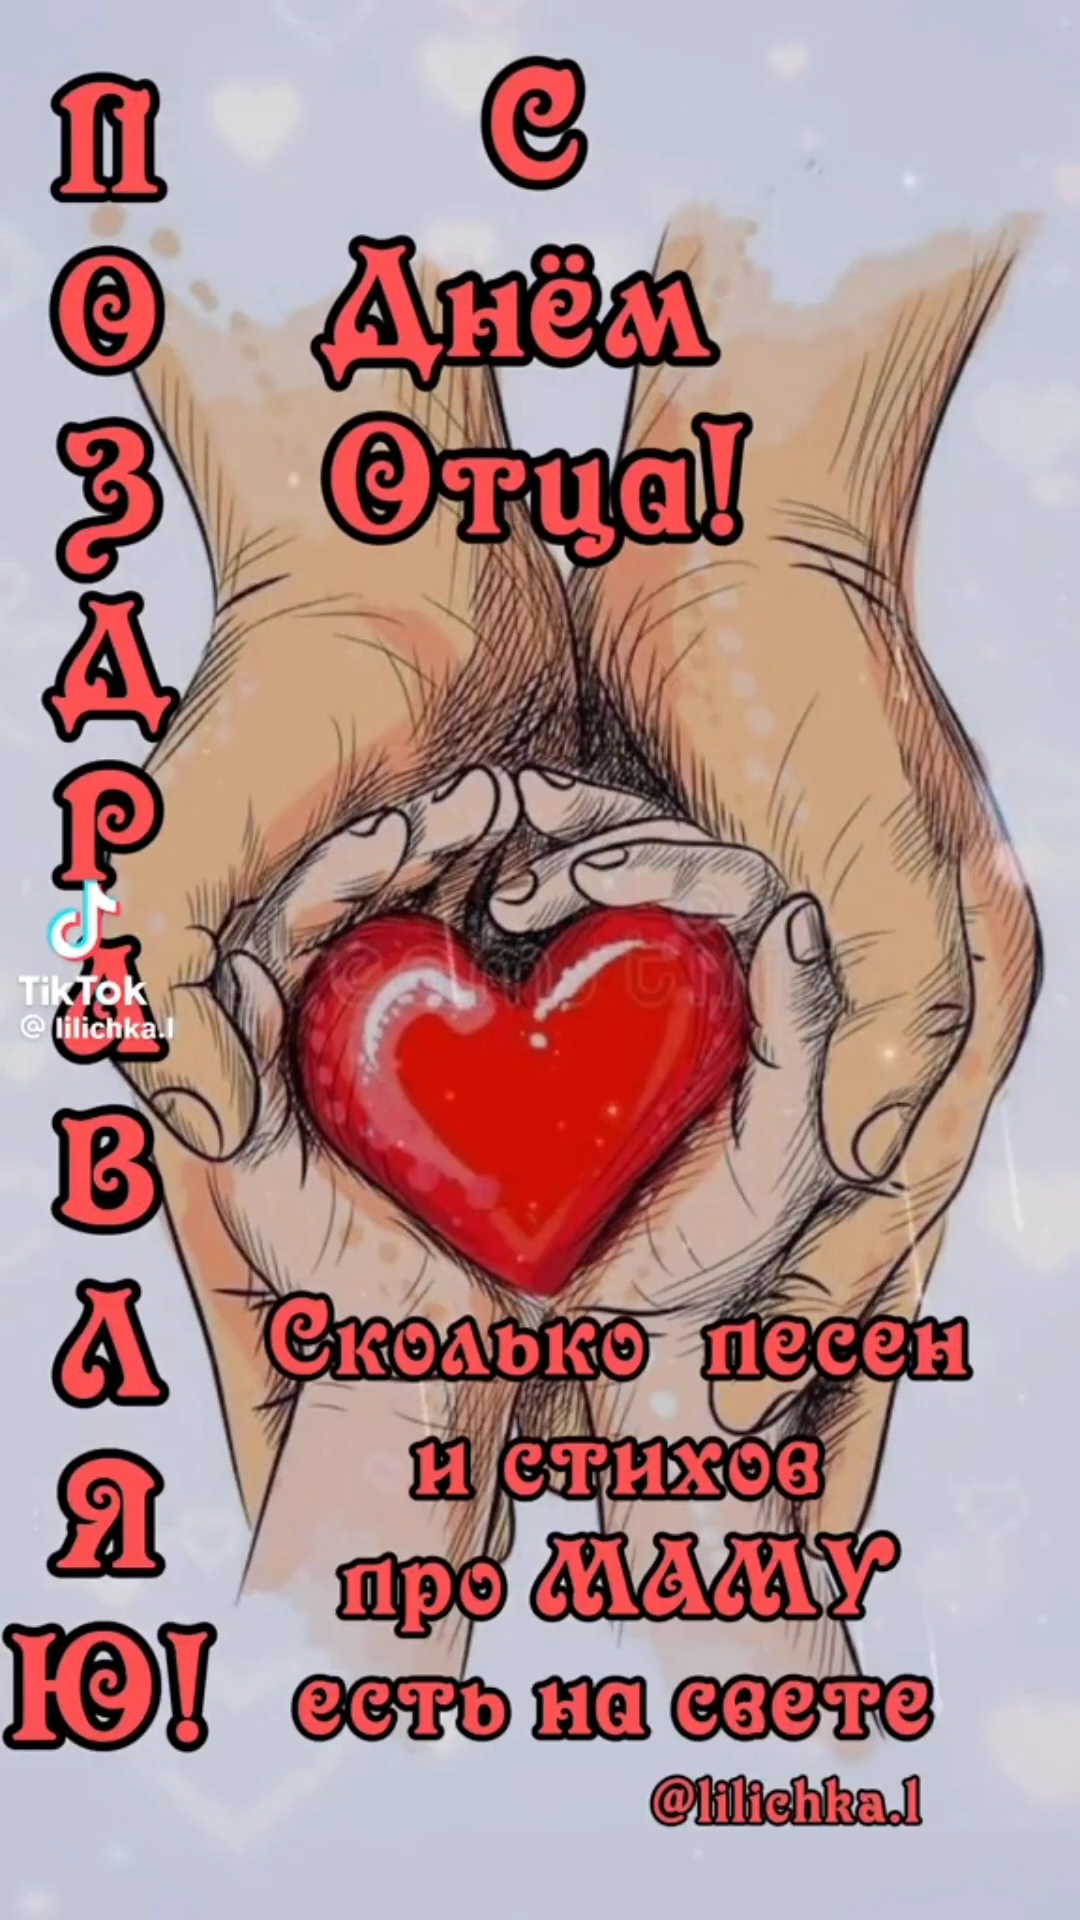 ПОЗДРАВЛЯЮ!
С
Днём
Отца!
TikTok
@lilichka.l
Сколько песен
и стихов
про МАМУ
есть на свете
@lilichka.l